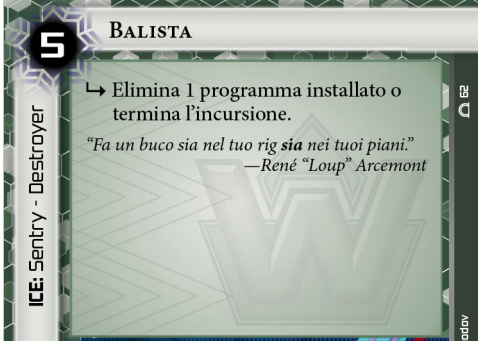 5
Balista
↳ Elimina 1 programma installato o
termina l'incursione.
"Fa un buco sia nel tuo rig sia nei tuoi piani."
—René "Loup" Arcemont
ICE: Sentry - Destroyer
62